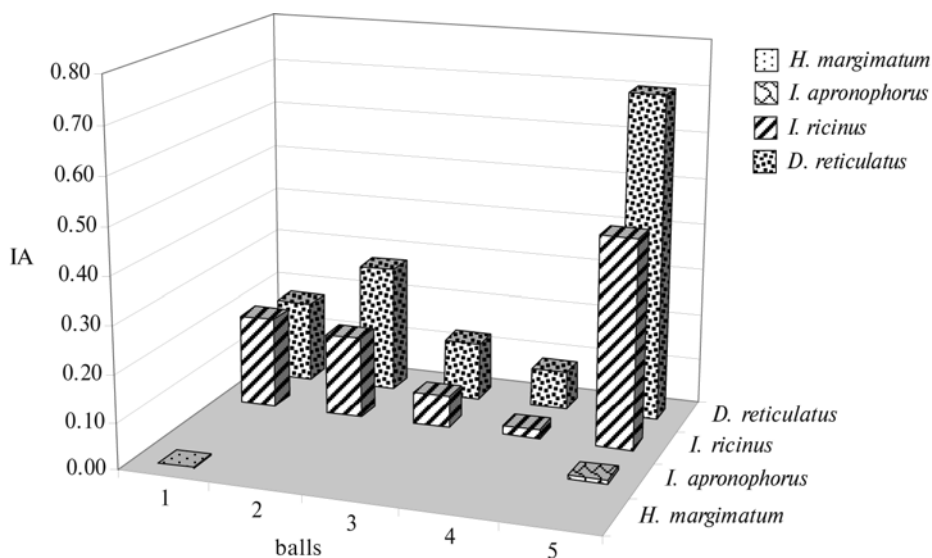 0.80
0.70
0.60
0.50
0.40
0.30
0.20
0.10
0.00
IA
1
2
3
4
5
balls
D. reticulatus
I. ricinus
I. apronophorus
H. margimatum
H. margimatum
I. apronophorus
I. ricinus
D. reticulatus